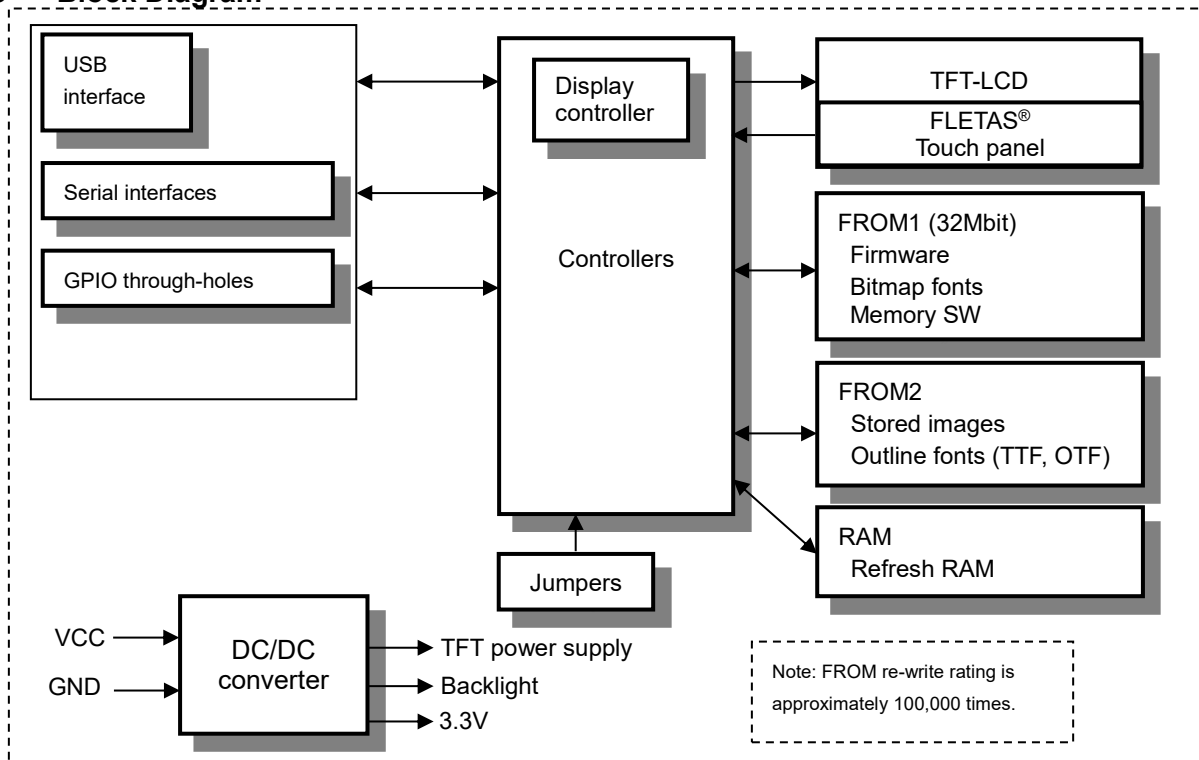 Block Diagram
USB
interface
Serial interfaces
GPIO through-holes
Display
controller
Controllers
Jumpers
TFT-LCD
FLETAS®
Touch panel
FROM1 (32Mbit)
Firmware
Bitmap fonts
Memory SW
FROM2
Stored images
Outline fonts (TTF, OTF)
RAM
Refresh RAM
VCC
GND
DC/DC
converter
TFT power supply
Backlight
3.3V
Note: FROM re-write rating is
approximately 100,000 times.